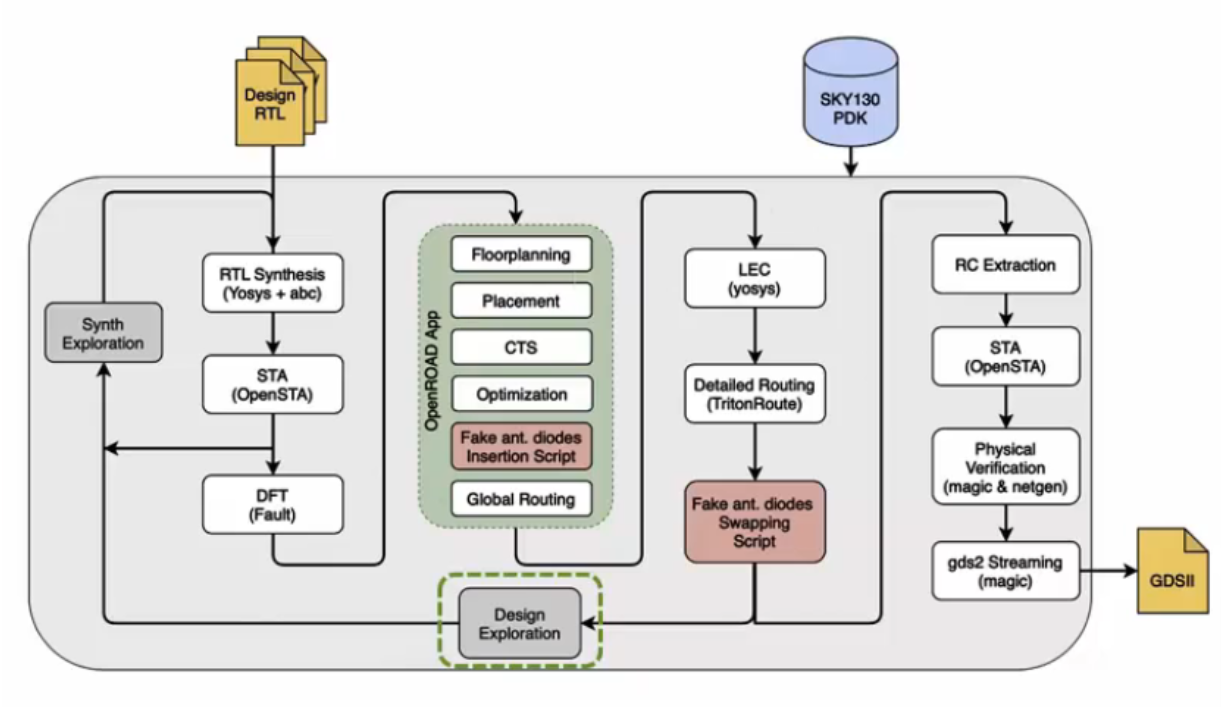 Design
RTL
SKY130
PDK
Synth
Exploration
RTL Synthesis
(Yosys + abc)
STA
(OpenSTA)
DFT
(Fault)
OpenROAD App
Floorplanning
Placement
CTS
Optimization
Fake ant. diodes
Insertion Script
Global Routing
Design
Exploration
LEC
(yosys)
Detailed Routing
(TritonRoute)
Fake ant. diodes
Swapping
Script
RC Extraction
STA
(OpenSTA)
Physical
Verification
(magic & netgen)
gds2 Streaming
(magic)
GDSII